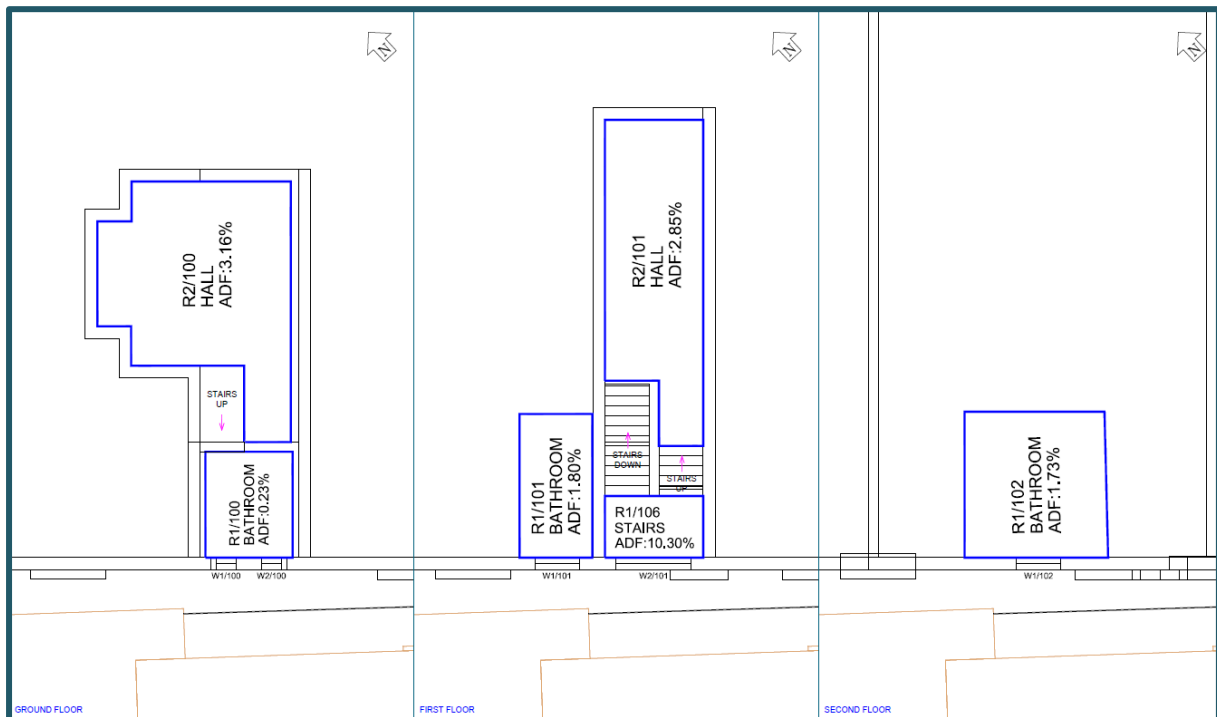 N
R2/100
HALL
ADF:3.16%
STAIRS
UP
R1/100
BATHROOM
ADF:0.23%
W1/100
W2/100
GROUND FLOOR
N
R2/101
HALL
ADF:2.85%
STAIRS
DOWN
STAIRS
UP
R1/101
BATHROOM
ADF:1.80%
R1/106
STAIRS
ADF:10.30%
W1/101
W2/101
FIRST FLOOR
N
R1/102
BATHROOM
ADF:1.73%
W1/102
SECOND FLOOR